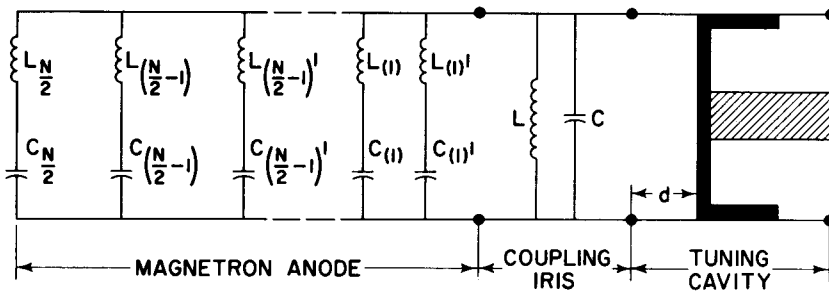 L N/2
L (N/2-1)
L (N/2-1)'
L(1)
L(1)'
L
C
C N/2
C (N/2-1)
C (N/2-1)'
C(1)
C(1)'
d
MAGNETRON ANODE
COUPLING
IRIS
TUNING
CAVITY